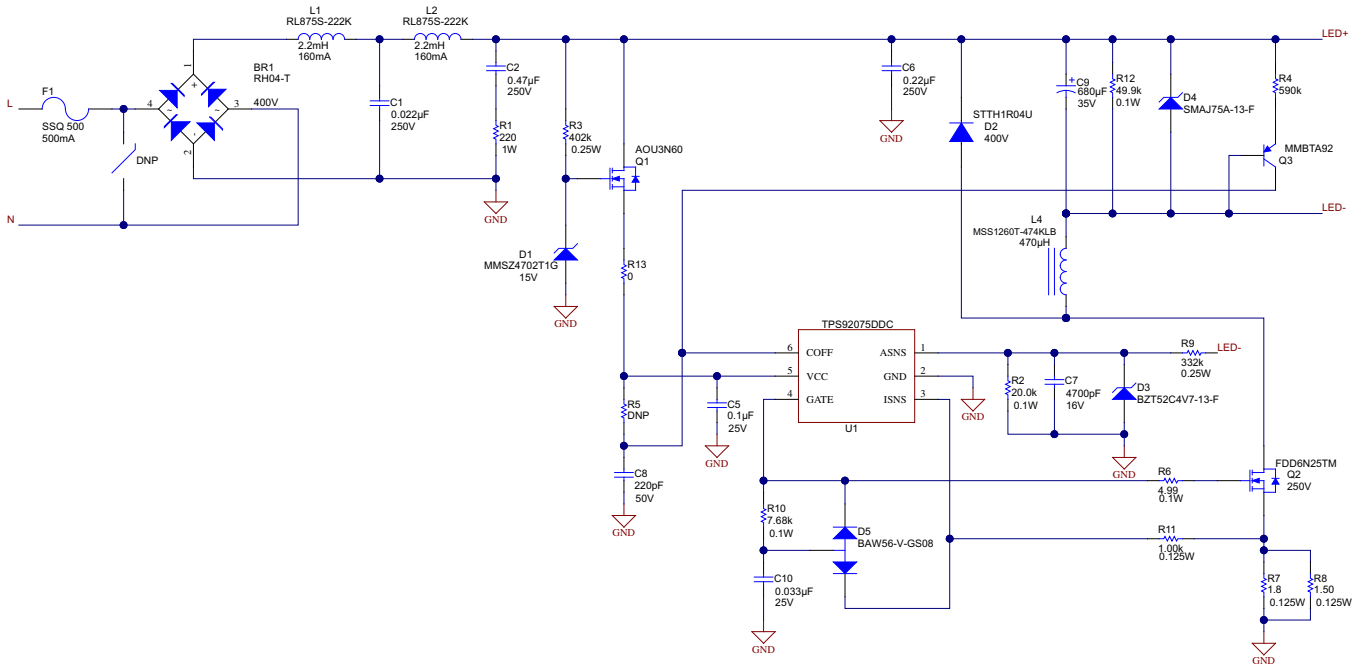 L1
RL875S-222K
2.2mH
160mA
L2
RL875S-222K
2.2mH
160mA
LED+
F1
L
SSQ 500
500mA
DNP
N
BR1
RH04-T
400V
1
4
3
2
+
-
~
~
C1
0.022µF
250V
C2
0.47µF
250V
R1
220
1W
GND
R3
402k
0.25W
AOU3N60
Q1
D1
MMSZ4702T1G
15V
GND
R13
0
C6
0.22µF
250V
GND
STTH1R04U
D2
400V
C9
680µF
35V
+
R12
49.9k
0.1W
D4
SMAJ75A-13-F
R4
590k
MMBTA92
Q3
LED-
L4
MSS1260T-474KLB
470µH
TPS92075DDC
6
COFF
ASNS
1
5
VCC
GND
2
4
GATE
ISNS
3
U1
GND
R5
DNP
C5
0.1µF
25V
GND
C8
220pF
50V
GND
R2
20.0k
0.1W
C7
4700pF
16V
D3
BZT52C4V7-13-F
GND
R9
332k
0.25W
LED-
FDD6N25TM
Q2
250V
R6
4.99
0.1W
R10
7.68k
0.1W
D5
BAW56-V-GS08
R11
1.00k
0.125W
C10
0.033µF
25V
GND
R7
1.8
0.125W
R8
1.50
0.125W
GND